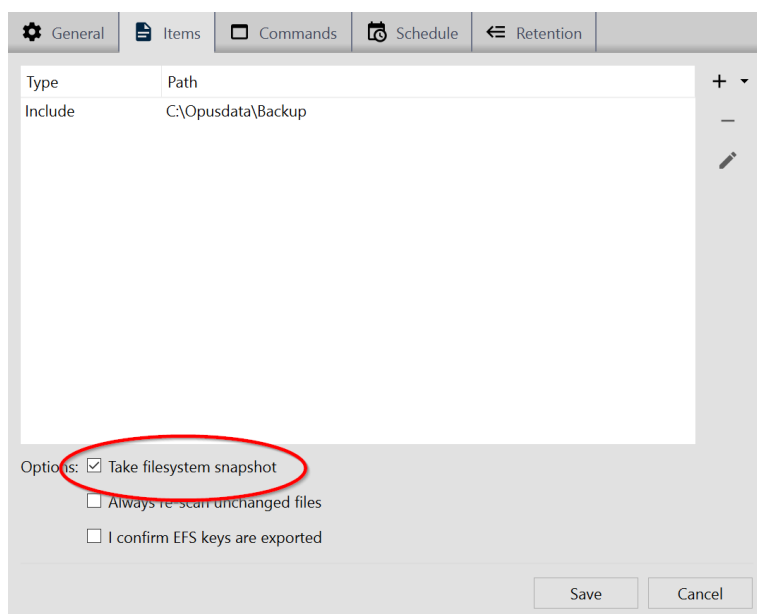 General Items Commands Schedule Retention
Type Path
Include C:\Opusdata\Backup
Options: Take filesystem snapshot
Always re-scan unchanged files
I confirm EFS keys are exported
Save Cancel